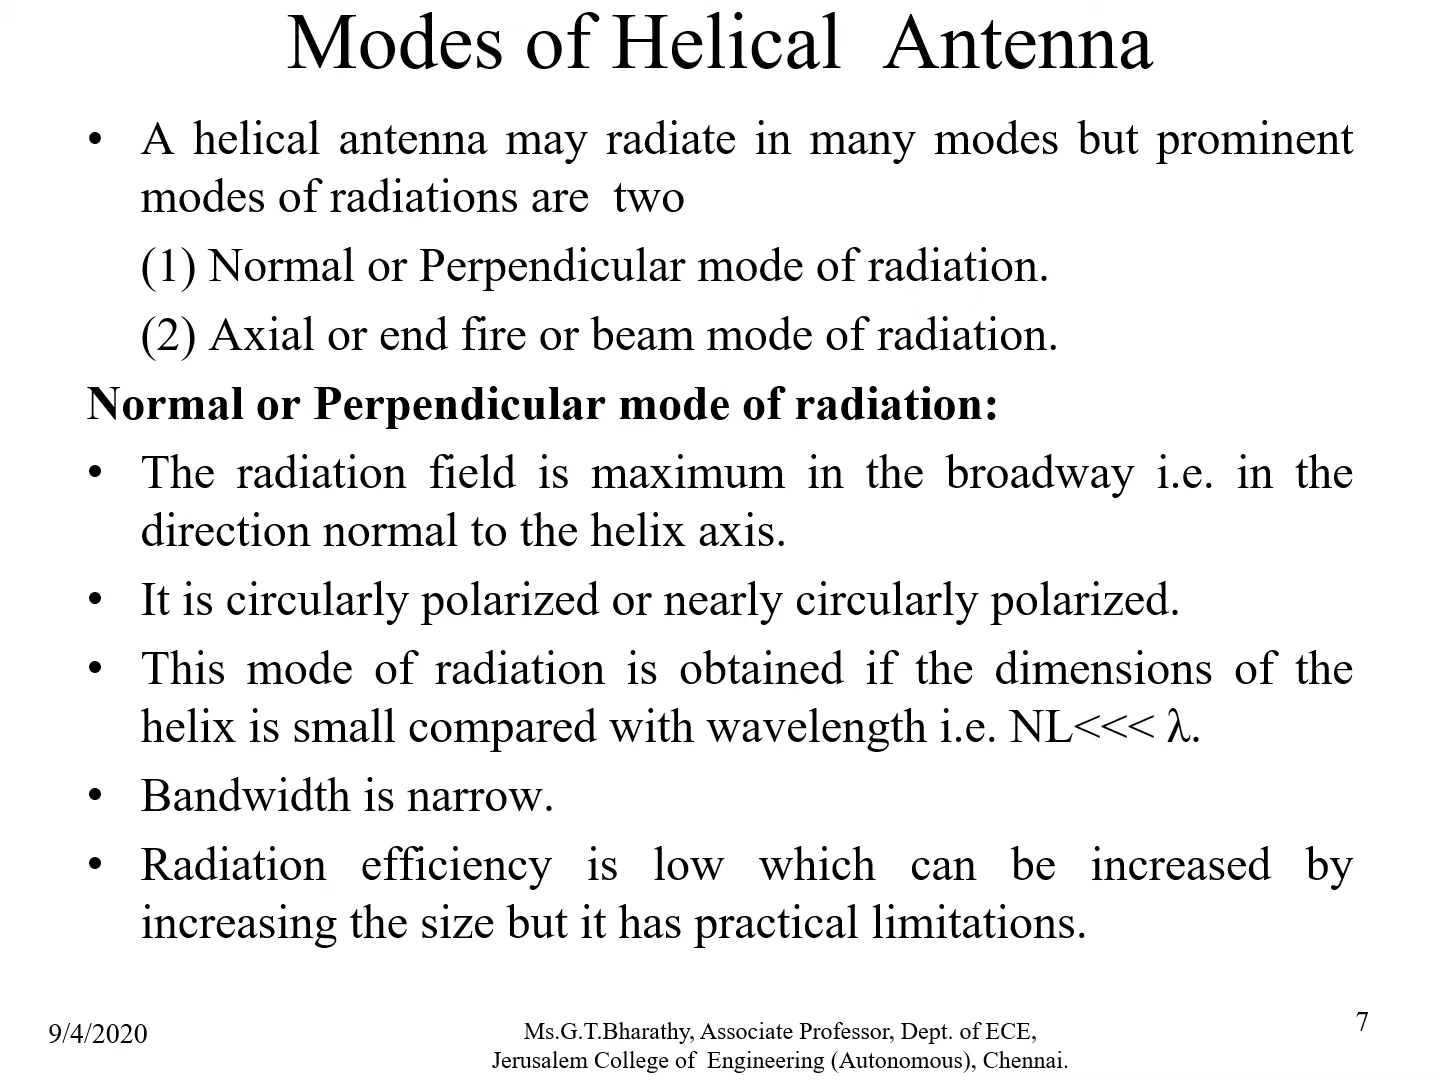 Modes of Helical Antenna
• A helical antenna may radiate in many modes but prominent
modes of radiations are two
(1) Normal or Perpendicular mode of radiation.
(2) Axial or end fire or beam mode of radiation.
Normal or Perpendicular mode of radiation:
• The radiation field is maximum in the broadway i.e. in the
direction normal to the helix axis.
• It is circularly polarized or nearly circularly polarized.
• This mode of radiation is obtained if the dimensions of the
helix is small compared with wavelength i.e. NL<<< λ.
• Bandwidth is narrow.
• Radiation efficiency is low which can be increased by
increasing the size but it has practical limitations.
9/4/2020
Ms.G.T.Bharathy, Associate Professor, Dept. of ECE,
Jerusalem College of Engineering (Autonomous), Chennai.
7